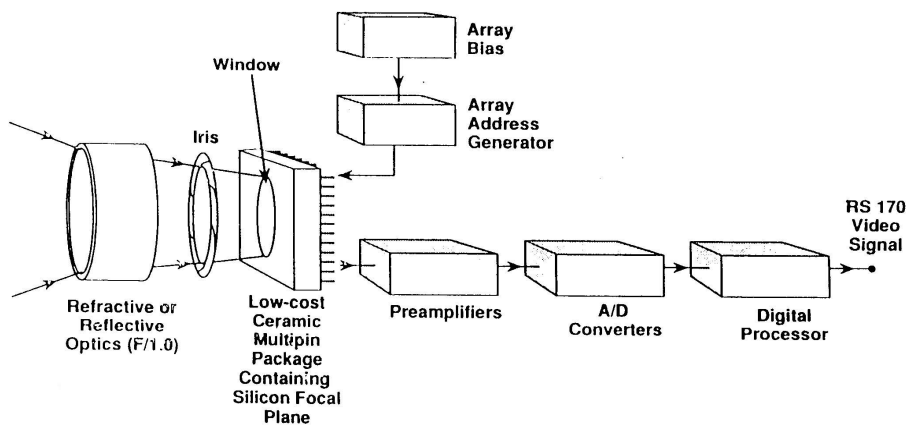 Array
Bias
Window
Array
Address
Generator
Iris
RS 170
Video
Signal
Refractive or
Reflective
Optics (F/1.0)
Low-cost
Ceramic
Multipin
Package
Containing
Silicon Focal
Plane
Preamplifiers
A/D
Converters
Digital
Processor